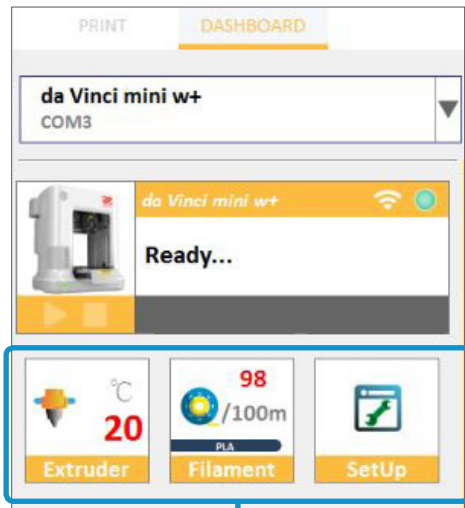 PRINT DASHBOARD
da Vinci mini w+
COM3
da Vinci mini w+
Ready...
℃
20
Extruder
98
/100m
PLA
Filament
SetUp